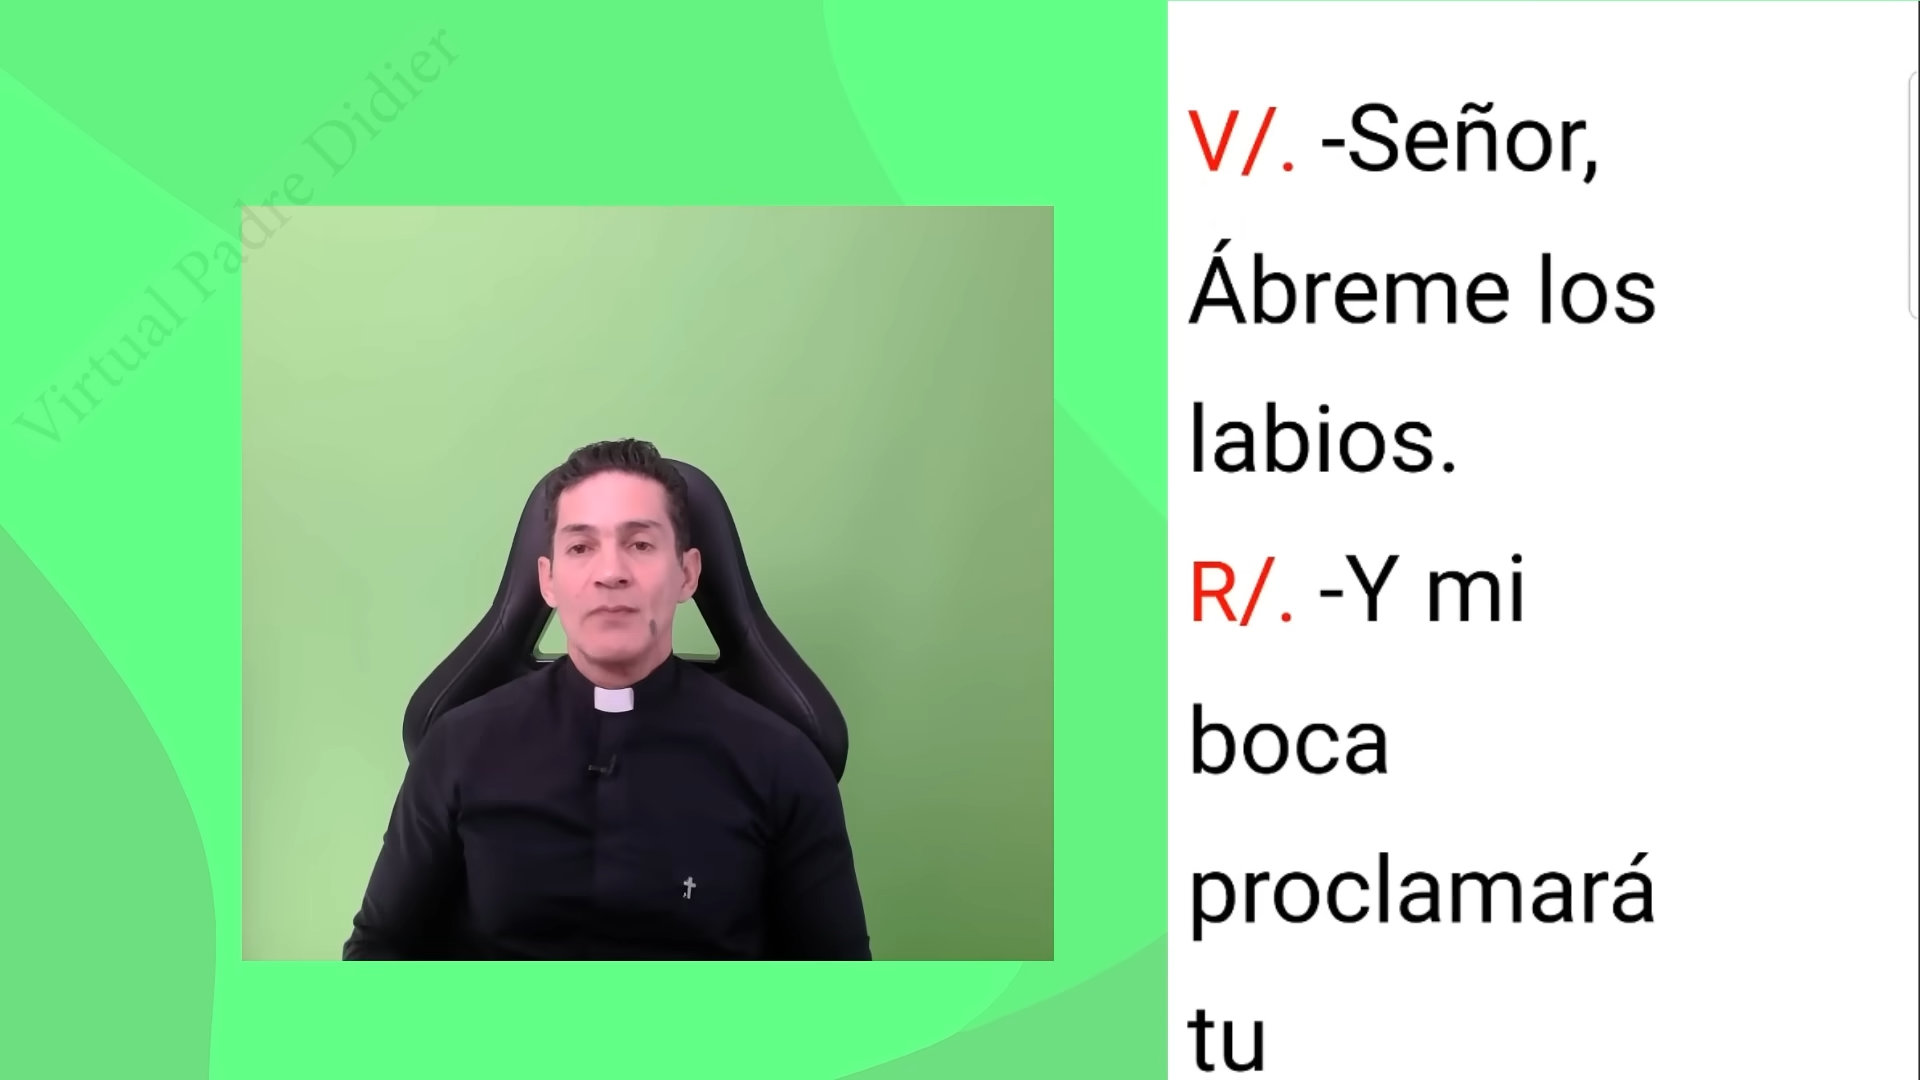 Virtual Padre Didier
V/. -Señor,
Ábreme los
labios.
R/. -Y mi
boca
proclamará
tu